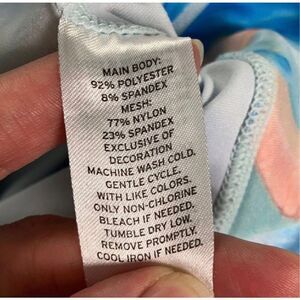 MAIN BODY:
92% POLYESTER
8% SPANDEX
MESH:
77% NYLON
23% SPANDEX
EXCLUSIVE OF
DECORATION
MACHINE WASH COLD.
GENTLE CYCLE.
WITH LIKE COLORS.
ONLY NON-CHLORINE
BLEACH IF NEEDED.
TUMBLE DRY LOW.
REMOVE PROMPTLY.
COOL IRON IF NEEDED.